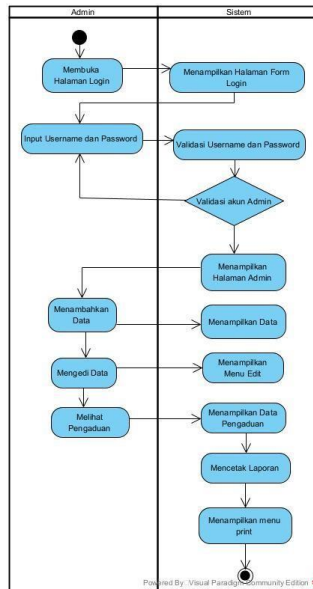 Admin
Sistem
Membuka
Halaman Login
Menampilkan Halaman Form
Login
Input Username dan Password
Validasi Username dan Password
Validasi akun Admin
Menampilkan
Halaman Admin
Menambahkan
Data
Menampilkan Data
Mengedi Data
Menampilkan
Menu Edit
Melihat
Pengaduan
Menampilkan Data
Pengaduan
Mencetak Laporan
Menampilkan menu
print
Powered By: Visual Paradigm Community Edition